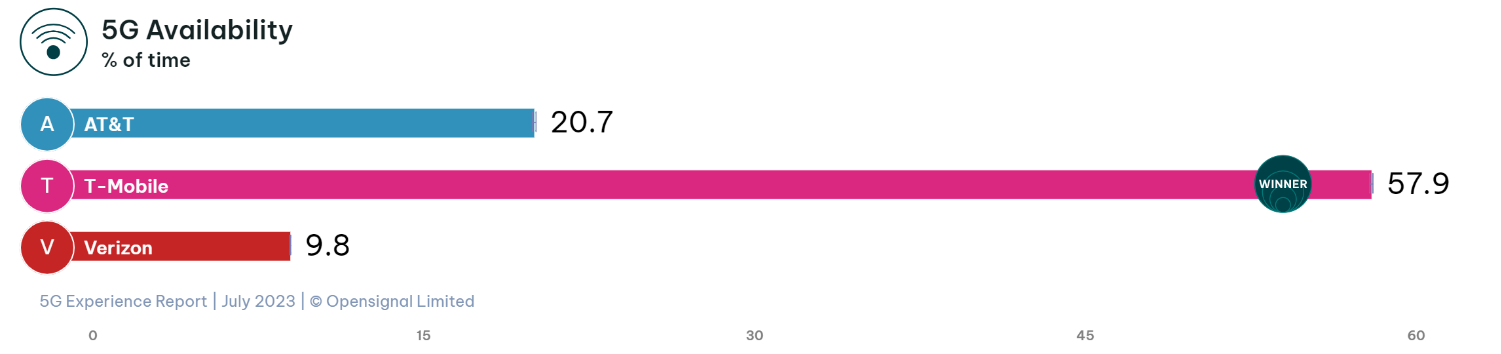 5G Availability
% of time
A AT&T 20.7
T T-Mobile WINNER 57.9
V Verizon 9.8
5G Experience Report | July 2023 | © Opensignal Limited
0 15 30 45 60